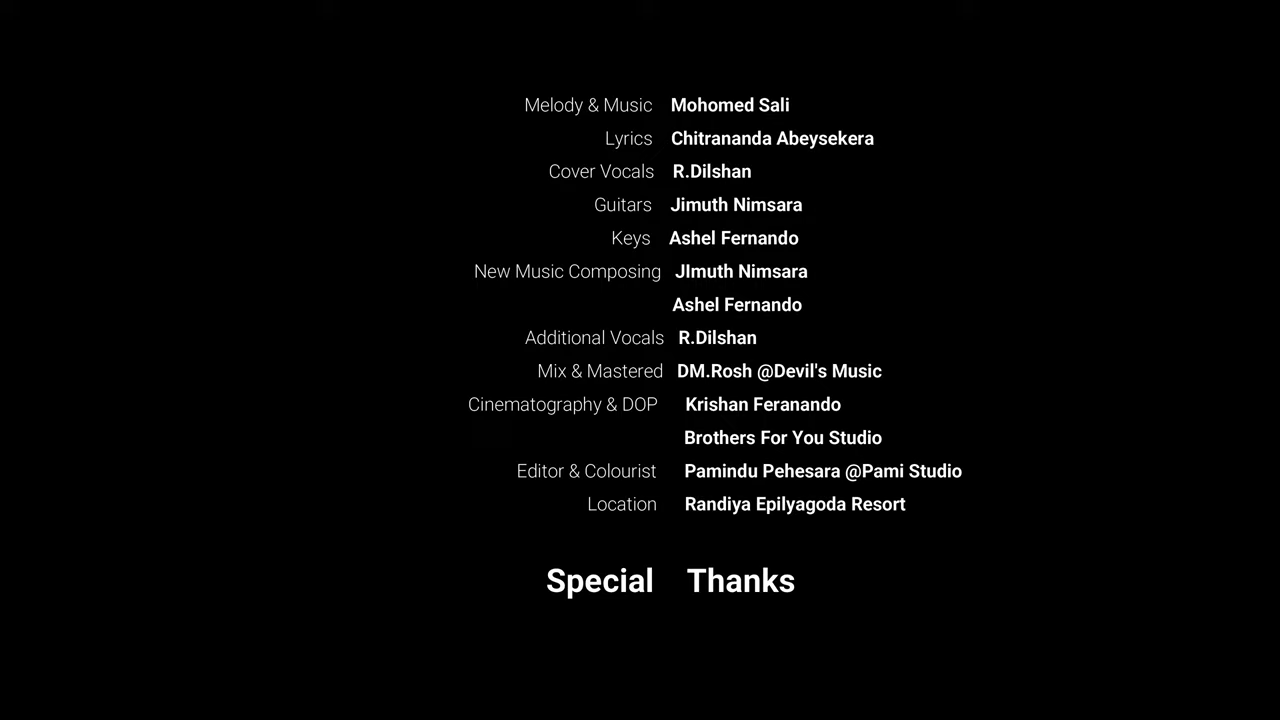 Melody & Music Mohomed Sali
Lyrics Chitrananda Abeysekera
Cover Vocals R.Dilshan
Guitars Jimuth Nimsara
Keys Ashel Fernando
New Music Composing JImuth Nimsara
Ashel Fernando
Additional Vocals R.Dilshan
Mix & Mastered DM.Rosh @Devil's Music
Cinematography & DOP Krishan Feranando
Brothers For You Studio
Editor & Colourist Pamindu Pehesara @Pami Studio
Location Randiya Epilyagoda Resort
Special Thanks